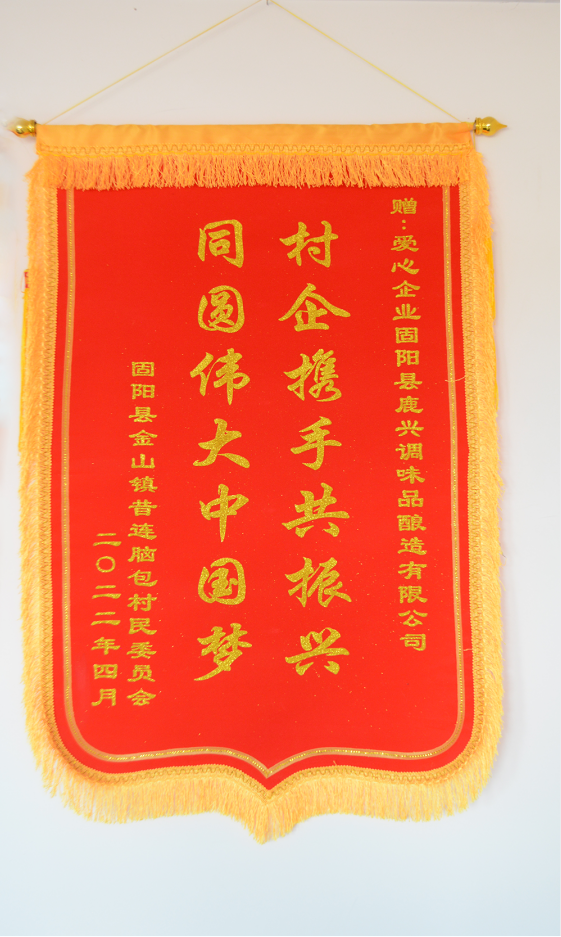 赠:爱心企业固阳县鹿兴调味品酿造有限公司
村企携手共振兴
同圆伟大中国梦
固阳县金山镇昔连脑包村民委员会
二〇二二年四月